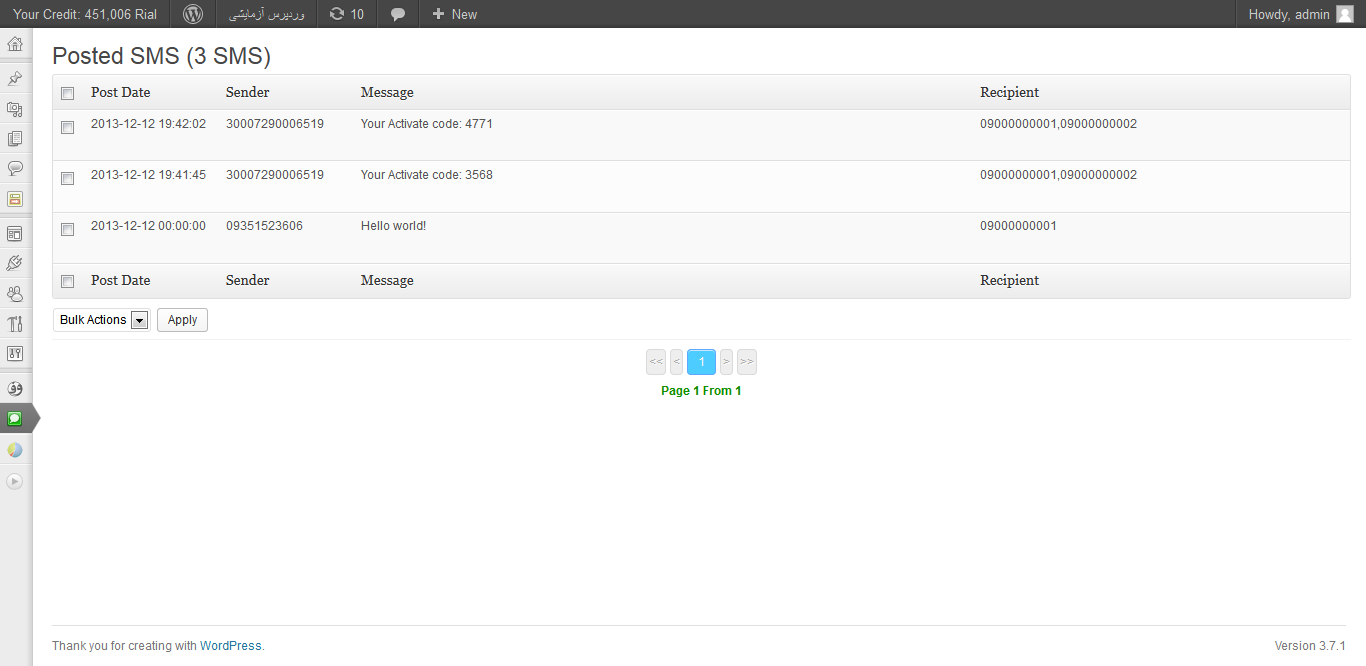 Your Credit: 451,006 Rial وردپرس آزمایشی 10 + New Howdy, admin
Posted SMS (3 SMS)
Post Date Sender Message Recipient
2013-12-12 19:42:02 30007290006519 Your Activate code: 4771 09000000001,09000000002
2013-12-12 19:41:45 30007290006519 Your Activate code: 3568 09000000001,09000000002
2013-12-12 00:00:00 09351523606 Hello world! 09000000001
Post Date Sender Message Recipient
Bulk Actions Apply
<< < 1 > >>
Page 1 From 1
Thank you for creating with WordPress. Version 3.7.1